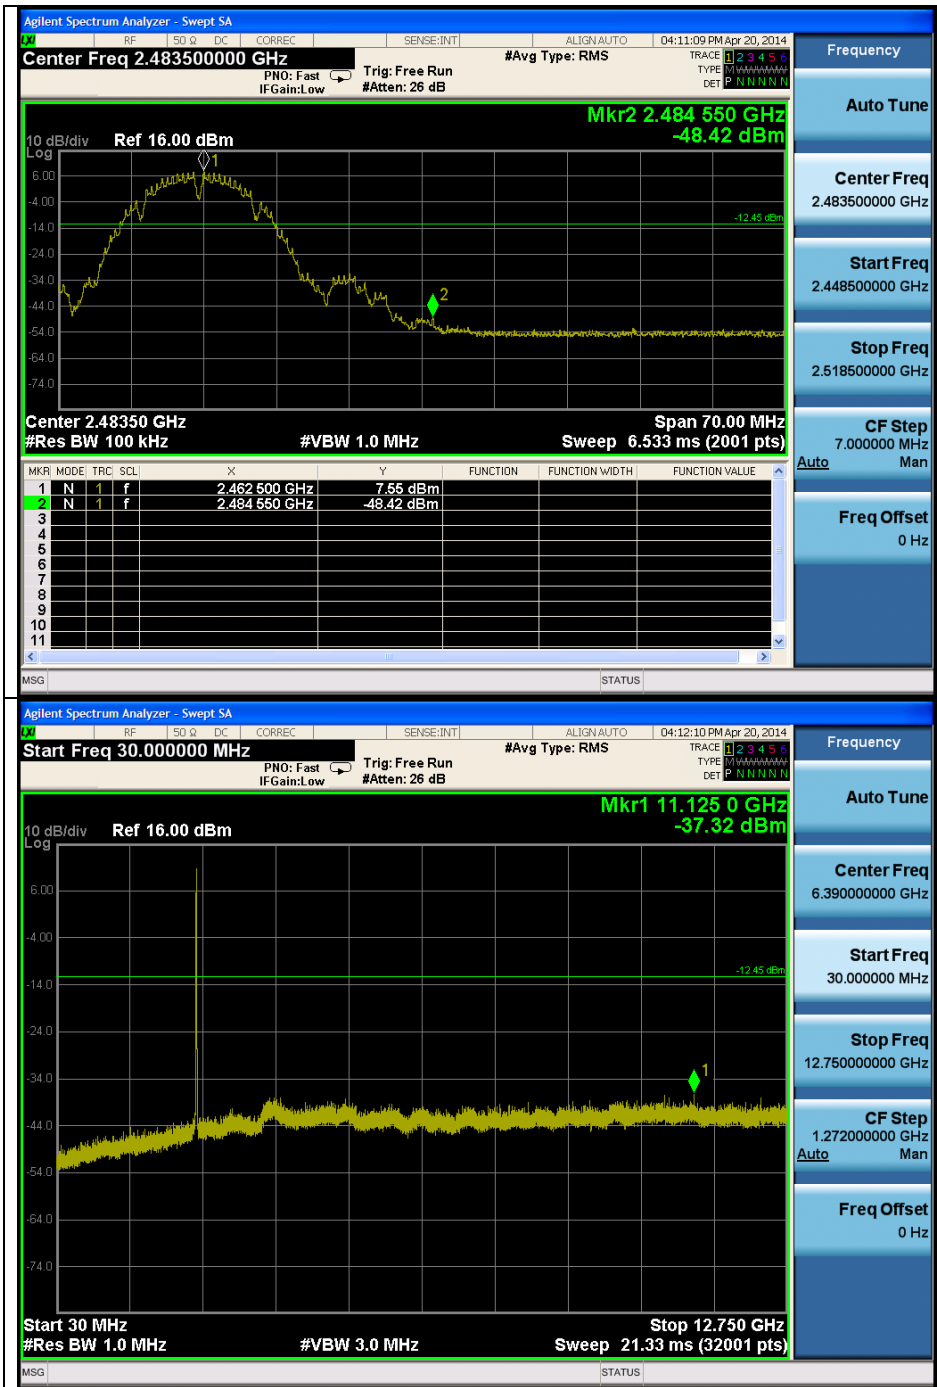 Agilent Spectrum Analyzer - Swept SA
LXI RF 50 Ω DC CORREC SENSE:INT ALIGN AUTO 04:11:09 PM Apr 20, 2014
Center Freq 2.483500000 GHz
PNO: Fast
IFGain:Low
Trig: Free Run
#Atten: 26 dB
#Avg Type: RMS
TRACE 1 2 3 4 5 6
TYPE M
DET P N N N N N
Frequency
Auto Tune
Mkr2 2.484 550 GHz
-48.42 dBm
10 dB/div Ref 16.00 dBm
Log
1
6.00
-4.00
-12.45 dBm
-14.0
-24.0
-34.0
2
-44.0
-54.0
-64.0
-74.0
Center 2.48350 GHz Span 70.00 MHz
#Res BW 100 kHz #VBW 1.0 MHz Sweep 6.533 ms (2001 pts)
Center Freq
2.483500000 GHz
Start Freq
2.448500000 GHz
Stop Freq
2.518500000 GHz
CF Step
7.000000 MHz
Auto Man
Freq Offset
0 Hz
MKR MODE TRC SCL X Y FUNCTION FUNCTION WIDTH FUNCTION VALUE
1 N 1 f 2.462 500 GHz 7.55 dBm
2 N 1 f 2.484 550 GHz -48.42 dBm
3
4
5
6
7
8
9
10
11
MSG STATUS
Agilent Spectrum Analyzer - Swept SA
LXI RF 50 Ω DC CORREC SENSE:INT ALIGN AUTO 04:12:10 PM Apr 20, 2014
Start Freq 30.000000 MHz
PNO: Fast
IFGain:Low
Trig: Free Run
#Atten: 26 dB
#Avg Type: RMS
TRACE 1 2 3 4 5 6
TYPE M
DET P N N N N N
Frequency
Auto Tune
Mkr1 11.125 0 GHz
-37.32 dBm
10 dB/div Ref 16.00 dBm
Log
6.00
-4.00
-12.45 dBm
-14.0
-24.0
-34.0
1
-44.0
-54.0
-64.0
-74.0
Start 30 MHz Stop 12.750 GHz
#Res BW 1.0 MHz #VBW 3.0 MHz Sweep 21.33 ms (32001 pts)
Center Freq
6.390000000 GHz
Start Freq
30.000000 MHz
Stop Freq
12.750000000 GHz
CF Step
1.272000000 GHz
Auto Man
Freq Offset
0 Hz
MSG STATUS